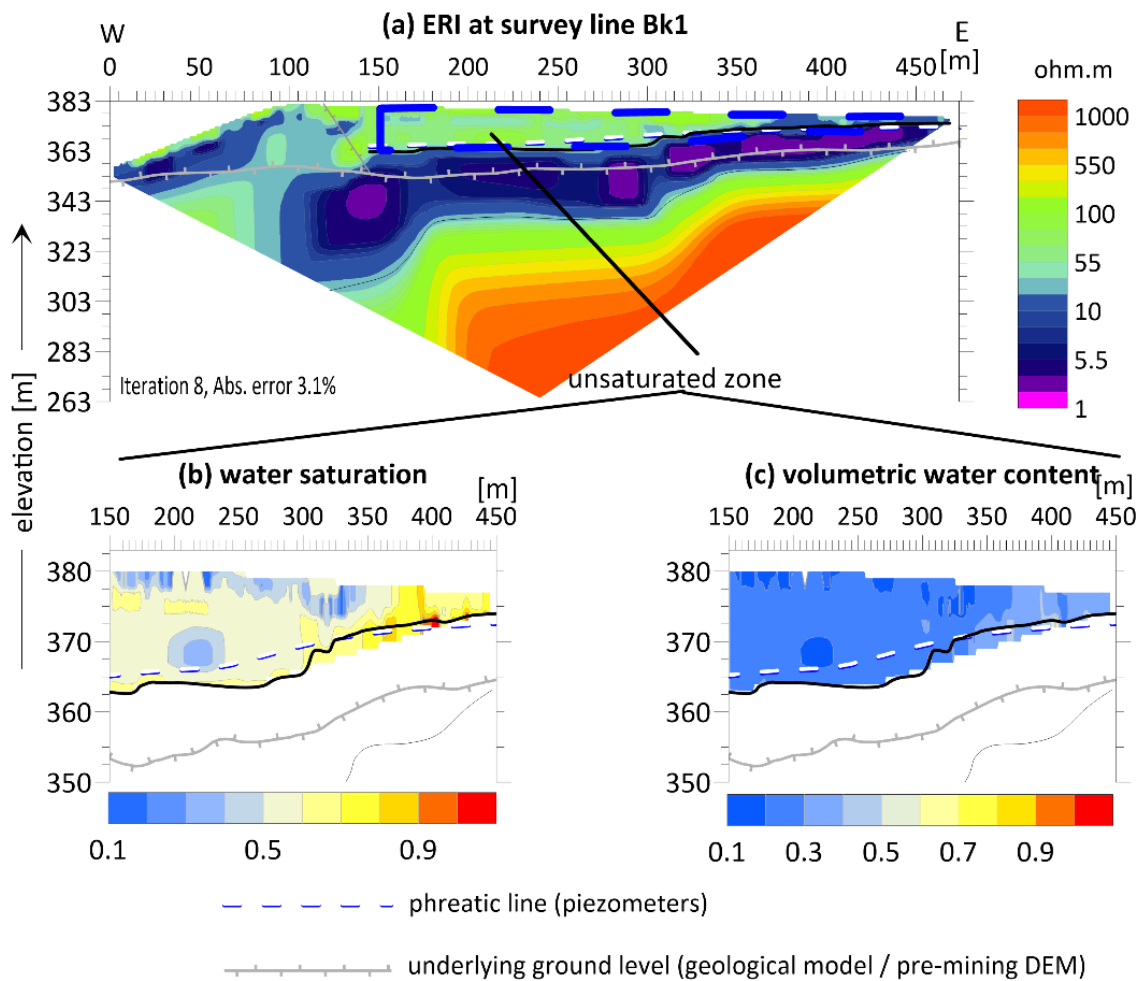 (a) ERI at survey line Bk1
W E
0 50 100 150 200 250 300 350 400 450 [m]
ohm.m
383
363
343
323
303
283
263
1000
550
100
55
10
5.5
1
Iteration 8, Abs. error 3.1%
unsaturated zone
elevation [m]
(b) water saturation
[m]
150 200 250 300 350 400 450
380
370
360
350
0.1 0.5 0.9
(c) volumetric water content
[m]
150 200 250 300 350 400 450
380
370
360
350
0.1 0.3 0.5 0.7 0.9
phreatic line (piezometers)
underlying ground level (geological model / pre-mining DEM)